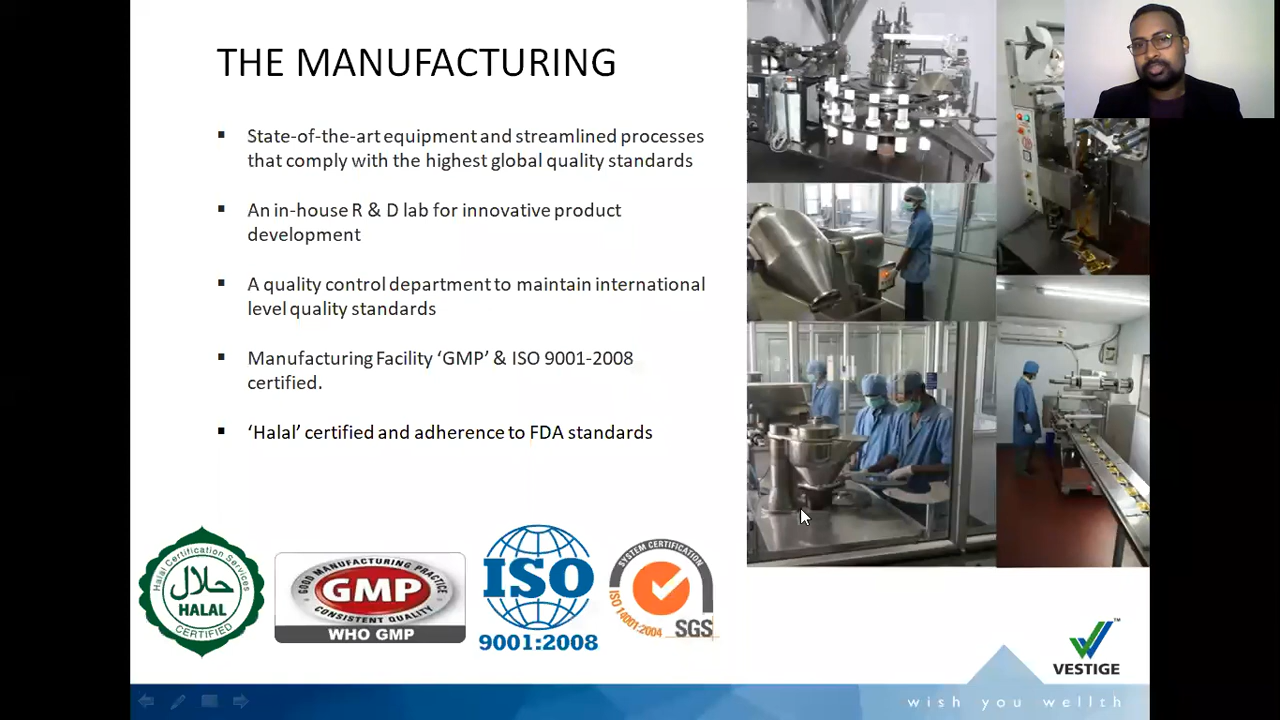 THE MANUFACTURING
▪ State-of-the-art equipment and streamlined processes
that comply with the highest global quality standards
▪ An in-house R & D lab for innovative product
development
▪ A quality control department to maintain international
level quality standards
▪ Manufacturing Facility ‘GMP’ & ISO 9001-2008
certified.
▪ ‘Halal’ certified and adherence to FDA standards
Halal Certification Services
حلال
HALAL
CERTIFIED
GOOD MANUFACTURING PRACTICE
GMP
CONSISTENT QUALITY
WHO GMP
ISO
9001:2008
SYSTEM CERTIFICATION
ISO 14001:2004
SGS
TM
VESTIGE
wish you wellth